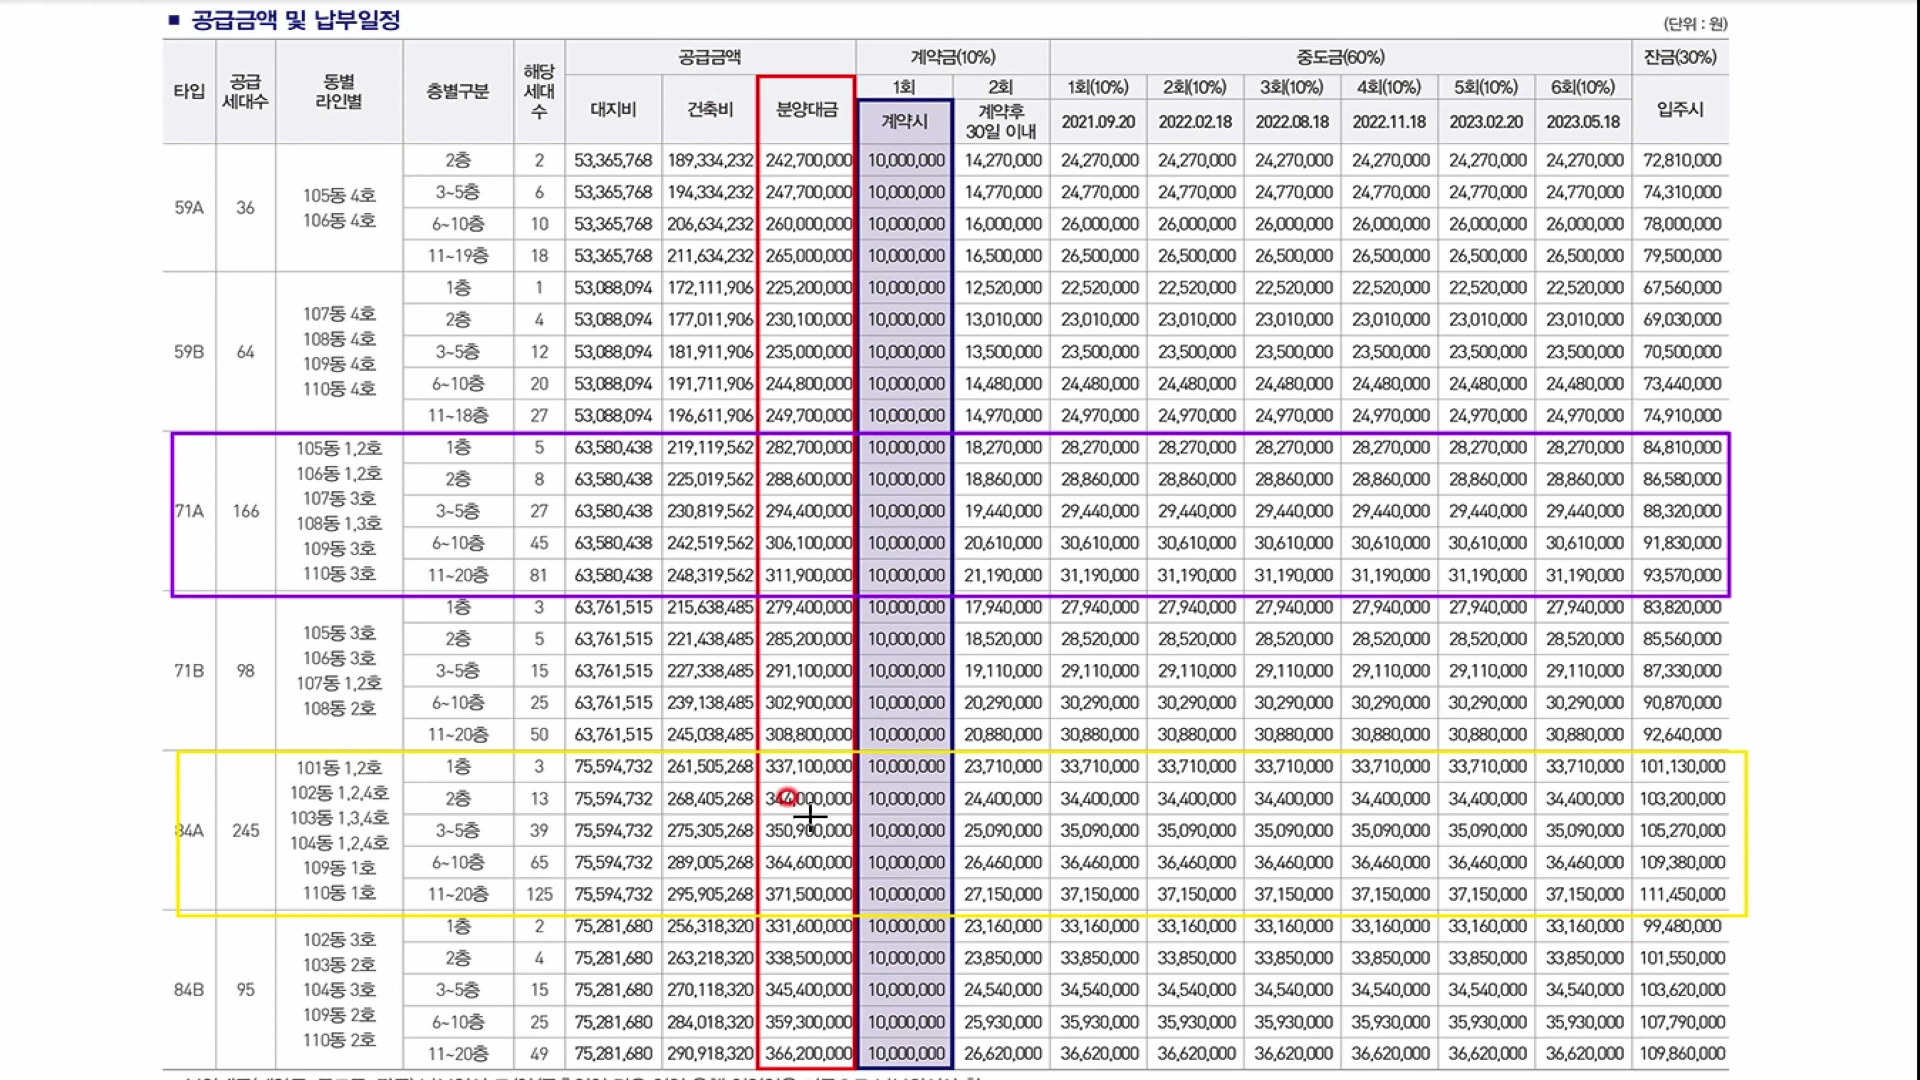 ■ 공급금액 및 납부일정
(단위 : 원)
타입 공급세대수 동별 라인별 층별구분 해당세대수 공급금액 계약금(10%) 중도금(60%) 잔금(30%)
대지비 건축비 분양대금 1회 2회 1회(10%) 2회(10%) 3회(10%) 4회(10%) 5회(10%) 6회(10%) 입주시
계약시 계약후 30일 이내 2021.09.20 2022.02.18 2022.08.18 2022.11.18 2023.02.20 2023.05.18
59A 36 105동 4호 106동 4호
2층 2 53,365,768 189,334,232 242,700,000 10,000,000 14,270,000 24,270,000 24,270,000 24,270,000 24,270,000 24,270,000 24,270,000 72,810,000
3~5층 6 53,365,768 194,334,232 247,700,000 10,000,000 14,770,000 24,770,000 24,770,000 24,770,000 24,770,000 24,770,000 24,770,000 74,310,000
6~10층 10 53,365,768 206,634,232 260,000,000 10,000,000 16,000,000 26,000,000 26,000,000 26,000,000 26,000,000 26,000,000 26,000,000 78,000,000
11~19층 18 53,365,768 211,634,232 265,000,000 10,000,000 16,500,000 26,500,000 26,500,000 26,500,000 26,500,000 26,500,000 26,500,000 79,500,000
59B 64 107동 4호 108동 4호 109동 4호 110동 4호
1층 1 53,088,094 172,111,906 225,200,000 10,000,000 12,520,000 22,520,000 22,520,000 22,520,000 22,520,000 22,520,000 22,520,000 67,560,000
2층 4 53,088,094 177,011,906 230,100,000 10,000,000 13,010,000 23,010,000 23,010,000 23,010,000 23,010,000 23,010,000 23,010,000 69,030,000
3~5층 12 53,088,094 181,911,906 235,000,000 10,000,000 13,500,000 23,500,000 23,500,000 23,500,000 23,500,000 23,500,000 23,500,000 70,500,000
6~10층 20 53,088,094 191,711,906 244,800,000 10,000,000 14,480,000 24,480,000 24,480,000 24,480,000 24,480,000 24,480,000 24,480,000 73,440,000
11~18층 27 53,088,094 196,611,906 249,700,000 10,000,000 14,970,000 24,970,000 24,970,000 24,970,000 24,970,000 24,970,000 24,970,000 74,910,000
71A 166 105동 1,2호 106동 1,2호 107동 3호 108동 1,3호 109동 3호 110동 3호
1층 5 63,580,438 219,119,562 282,700,000 10,000,000 18,270,000 28,270,000 28,270,000 28,270,000 28,270,000 28,270,000 28,270,000 84,810,000
2층 8 63,580,438 225,019,562 288,600,000 10,000,000 18,860,000 28,860,000 28,860,000 28,860,000 28,860,000 28,860,000 28,860,000 86,580,000
3~5층 27 63,580,438 230,819,562 294,400,000 10,000,000 19,440,000 29,440,000 29,440,000 29,440,000 29,440,000 29,440,000 29,440,000 88,320,000
6~10층 45 63,580,438 242,519,562 306,100,000 10,000,000 20,610,000 30,610,000 30,610,000 30,610,000 30,610,000 30,610,000 30,610,000 91,830,000
11~20층 81 63,580,438 248,319,562 311,900,000 10,000,000 21,190,000 31,190,000 31,190,000 31,190,000 31,190,000 31,190,000 31,190,000 93,570,000
71B 98 105동 3호 106동 3호 107동 1,2호 108동 2호
1층 3 63,761,515 215,638,485 279,400,000 10,000,000 17,940,000 27,940,000 27,940,000 27,940,000 27,940,000 27,940,000 27,940,000 83,820,000
2층 5 63,761,515 221,438,485 285,200,000 10,000,000 18,520,000 28,520,000 28,520,000 28,520,000 28,520,000 28,520,000 28,520,000 85,560,000
3~5층 15 63,761,515 227,338,485 291,100,000 10,000,000 19,110,000 29,110,000 29,110,000 29,110,000 29,110,000 29,110,000 29,110,000 87,330,000
6~10층 25 63,761,515 239,138,485 302,900,000 10,000,000 20,290,000 30,290,000 30,290,000 30,290,000 30,290,000 30,290,000 30,290,000 90,870,000
11~20층 50 63,761,515 245,038,485 308,800,000 10,000,000 20,880,000 30,880,000 30,880,000 30,880,000 30,880,000 30,880,000 30,880,000 92,640,000
84A 245 101동 1,2호 102동 1,2,4호 103동 1,3,4호 104동 1,2,4호 109동 1호 110동 1호
1층 3 75,594,732 261,505,268 337,100,000 10,000,000 23,710,000 33,710,000 33,710,000 33,710,000 33,710,000 33,710,000 33,710,000 101,130,000
2층 13 75,594,732 268,405,268 344,000,000 10,000,000 24,400,000 34,400,000 34,400,000 34,400,000 34,400,000 34,400,000 34,400,000 103,200,000
3~5층 39 75,594,732 275,305,268 350,900,000 10,000,000 25,090,000 35,090,000 35,090,000 35,090,000 35,090,000 35,090,000 35,090,000 105,270,000
6~10층 65 75,594,732 289,005,268 364,600,000 10,000,000 26,460,000 36,460,000 36,460,000 36,460,000 36,460,000 36,460,000 36,460,000 109,380,000
11~20층 125 75,594,732 295,905,268 371,500,000 10,000,000 27,150,000 37,150,000 37,150,000 37,150,000 37,150,000 37,150,000 37,150,000 111,450,000
84B 95 102동 3호 103동 2호 104동 3호 109동 2호 110동 2호
1층 2 75,281,680 256,318,320 331,600,000 10,000,000 23,160,000 33,160,000 33,160,000 33,160,000 33,160,000 33,160,000 33,160,000 99,480,000
2층 4 75,281,680 263,218,320 338,500,000 10,000,000 23,850,000 33,850,000 33,850,000 33,850,000 33,850,000 33,850,000 33,850,000 101,550,000
3~5층 15 75,281,680 270,118,320 345,400,000 10,000,000 24,540,000 34,540,000 34,540,000 34,540,000 34,540,000 34,540,000 34,540,000 103,620,000
6~10층 25 75,281,680 284,018,320 359,300,000 10,000,000 25,930,000 35,930,000 35,930,000 35,930,000 35,930,000 35,930,000 35,930,000 107,790,000
11~20층 49 75,281,680 290,918,320 366,200,000 10,000,000 26,620,000 36,620,000 36,620,000 36,620,000 36,620,000 36,620,000 36,620,000 109,860,000